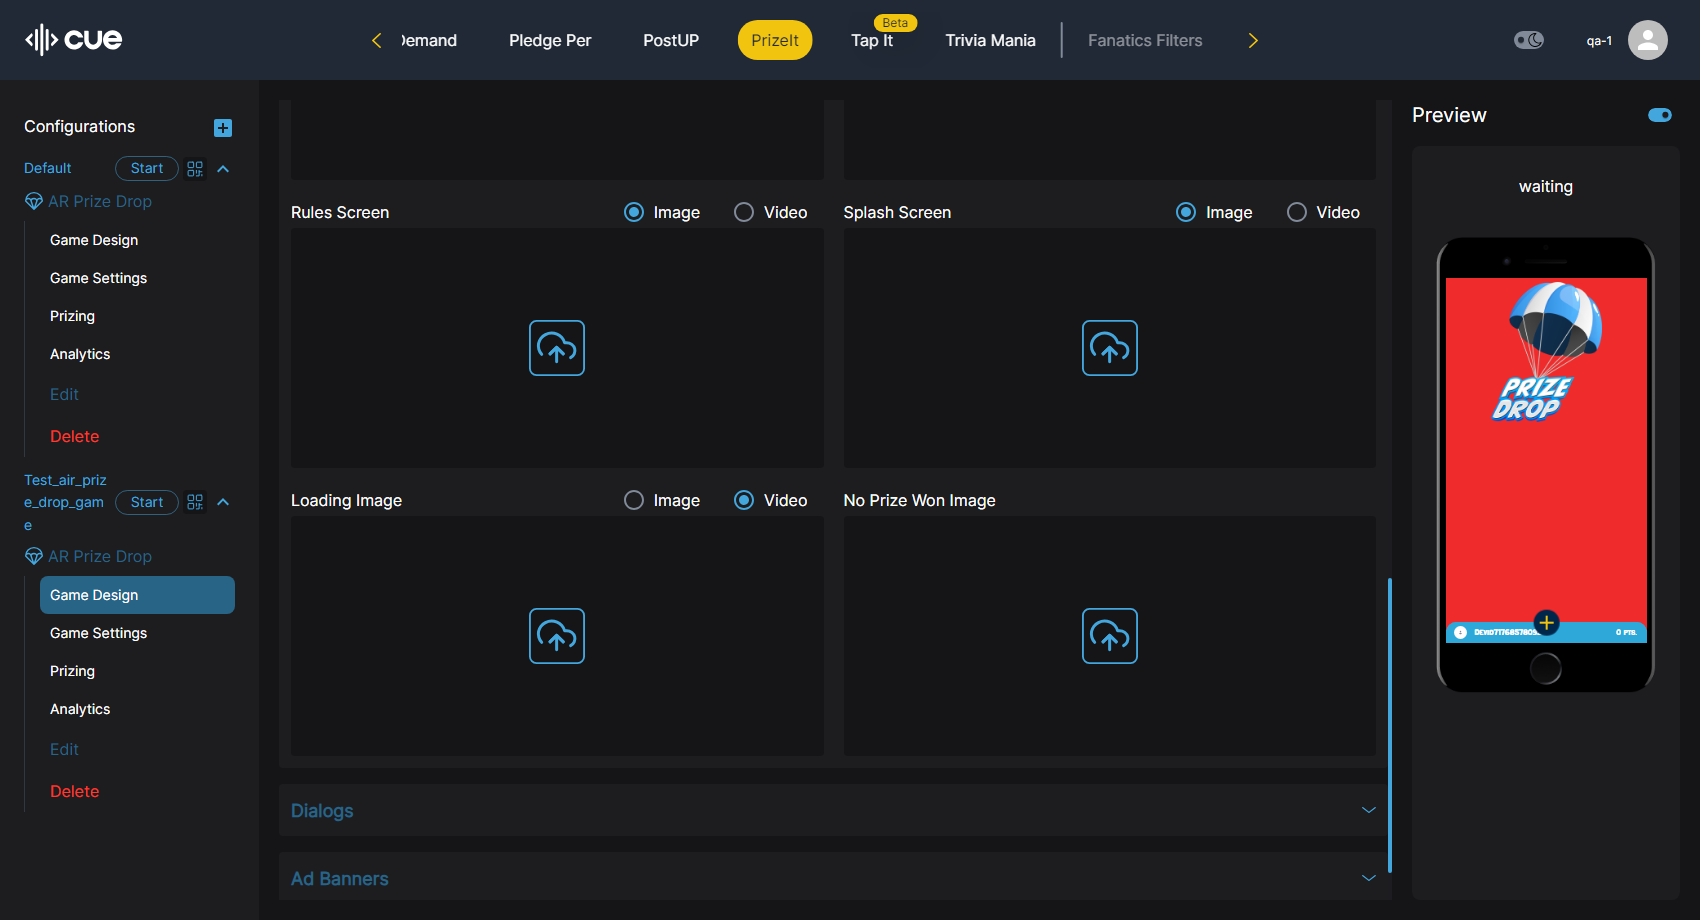 cue
Demand
Pledge Per
PostUP
PrizeIt
Beta
Tap It
Trivia Mania
Fanatics Filters
qa-1
Configurations
Default
Start
AR Prize Drop
Game Design
Game Settings
Prizing
Analytics
Edit
Delete
Test_air_priz
e_drop_gam
e
Start
AR Prize Drop
Game Design
Game Settings
Prizing
Analytics
Edit
Delete
Rules Screen
Image
Video
Splash Screen
Image
Video
Loading Image
Image
Video
No Prize Won Image
Dialogs
Ad Banners
Preview
waiting
PRIZE
DROP
0 PTS.